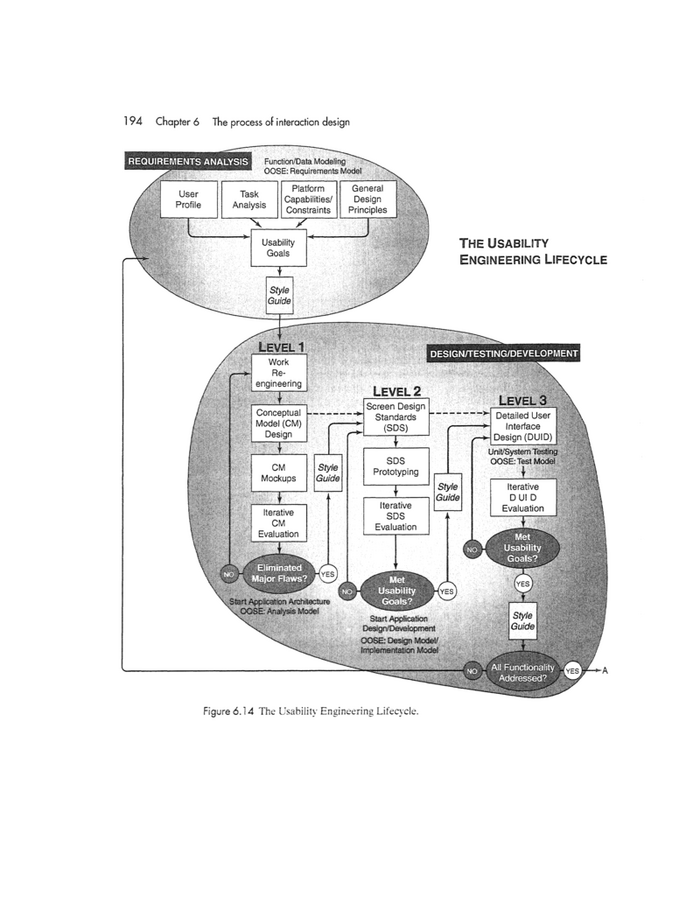 194 Chapter 6 The process of interaction design
REQUIREMENTS ANALYSIS
Function/Data Modeling
OOSE: Requirements Model
User
Profile
Task
Analysis
Platform
Capabilities/
Constraints
General
Design
Principles
Usability
Goals
Style
Guide
THE USABILITY
ENGINEERING LIFECYCLE
DESIGN/TESTING/DEVELOPMENT
LEVEL 1
Work
Re-
engineering
Conceptual
Model (CM)
Design
CM
Mockups
Iterative
CM
Evaluation
Eliminated
Major Flaws?
NO
YES
Start Application Architecture
OOSE: Analysis Model
Style
Guide
LEVEL 2
Screen Design
Standards
(SDS)
SDS
Prototyping
Iterative
SDS
Evaluation
Met
Usability
Goals?
NO
YES
Start Application
Design/Development
OOSE: Design Model/
Implementation Model
Style
Guide
LEVEL 3
Detailed User
Interface
Design (DUID)
Unit/System Testing
OOSE: Test Model
Iterative
D UI D
Evaluation
Met
Usability
Goals?
NO
YES
Style
Guide
All Functionality
Addressed?
NO
YES
A
Figure 6.14 The Usability Engineering Lifecycle.